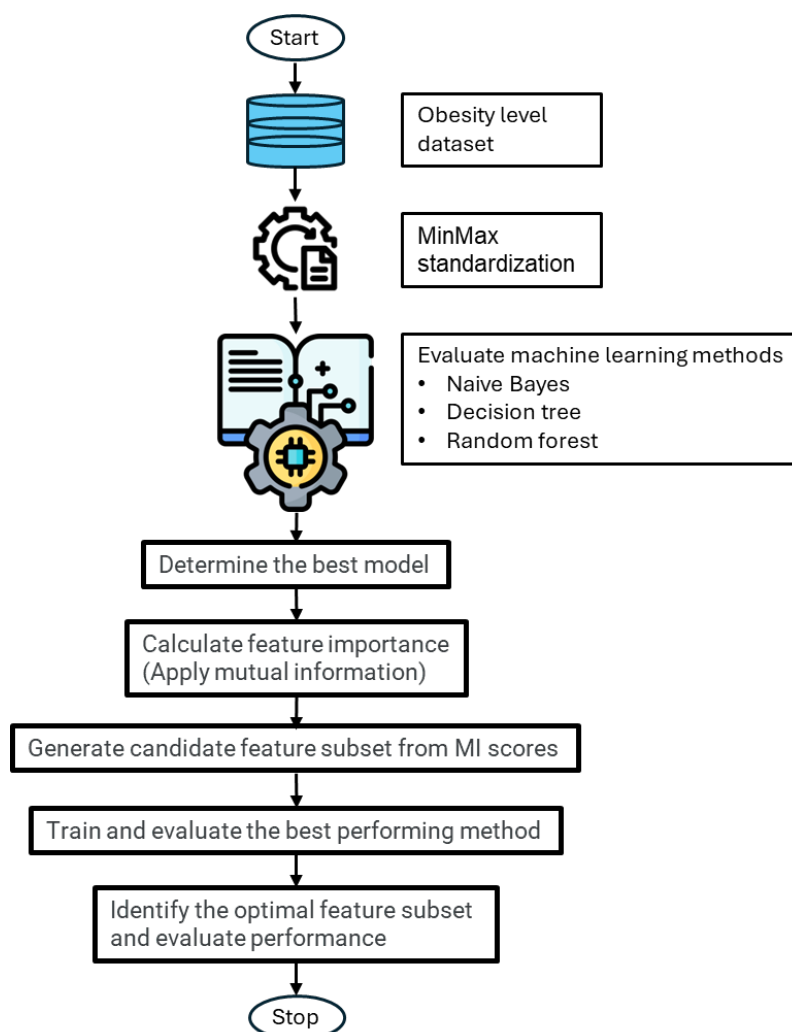 Start
Obesity level
dataset
MinMax
standardization
Evaluate machine learning methods
• Naive Bayes
• Decision tree
• Random forest
Determine the best model
Calculate feature importance
(Apply mutual information)
Generate candidate feature subset from MI scores
Train and evaluate the best performing method
Identify the optimal feature subset
and evaluate performance
Stop